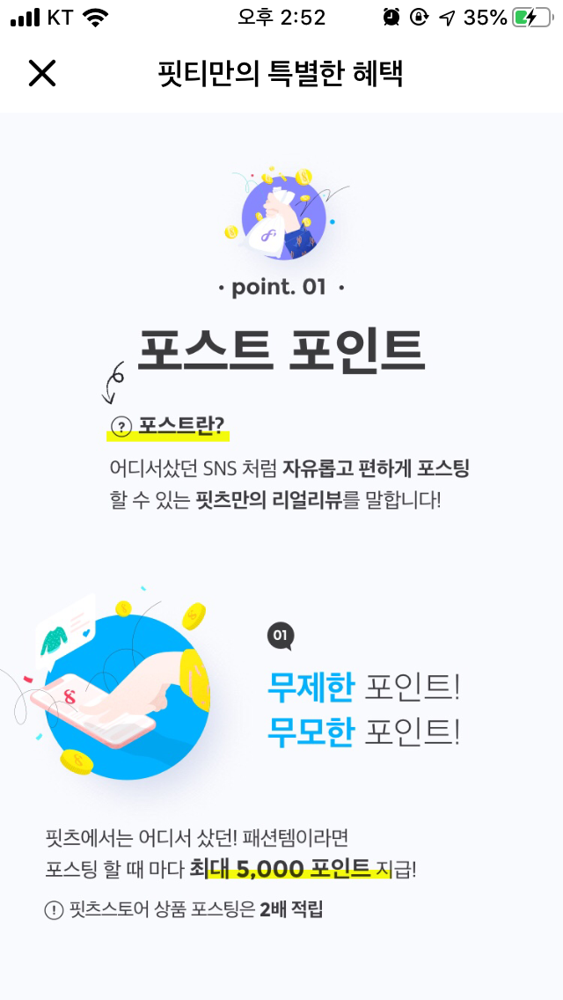 KT 오후 2:52 35%
핏티만의 특별한 혜택
· point. 01 ·
포스트 포인트
? 포스트란?
어디서샀던 SNS 처럼 자유롭고 편하게 포스팅
할 수 있는 핏츠만의 리얼리뷰를 말합니다!
01
무제한 포인트!
무모한 포인트!
핏츠에서는 어디서 샀던! 패션템이라면
포스팅 할 때 마다 최대 5,000 포인트 지급!
! 핏츠스토어 상품 포스팅은 2배 적립